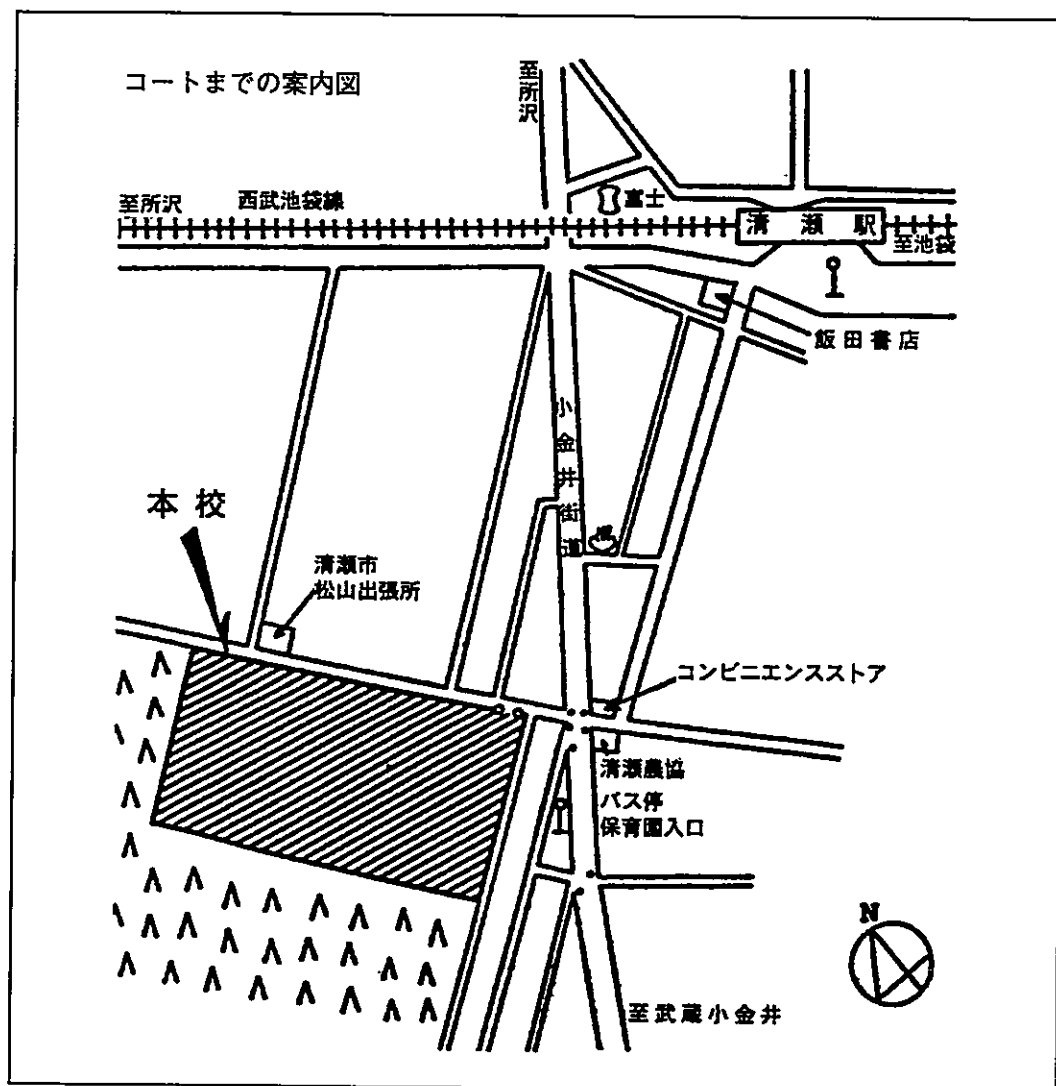 コートまでの案内図
至所沢
至所沢
西武池袋線
富士
清瀬駅
至池袋
飯田書店
小金井街道
本校
清瀬市
松山出張所
コンビニエンスストア
清瀬農協
バス停
保育園入口
N
至武蔵小金井